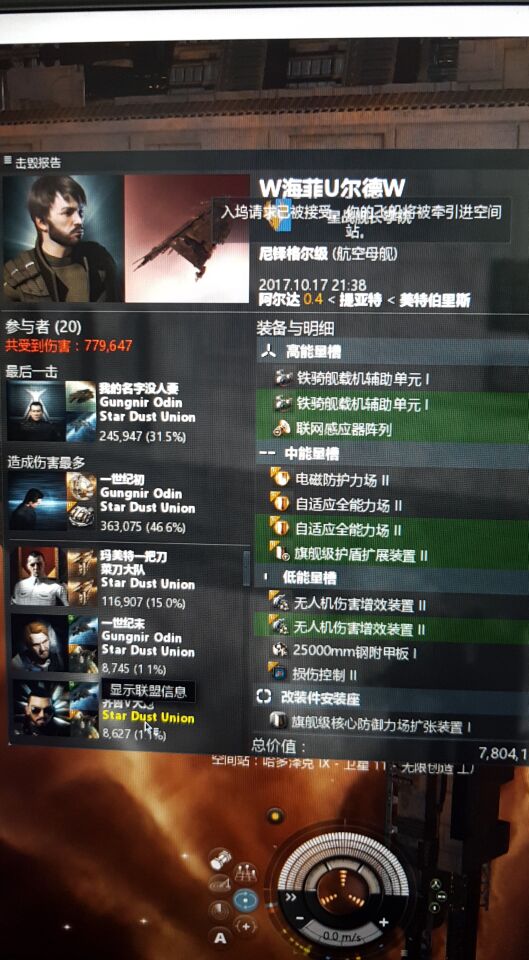 击毁报告
W海菲U尔德W
入坞请求已被接受，你的飞船将被牵引进空间
站。
尼铎格尔级 (航空母舰)
2017.10.17 21:38
阿尔达 0.4 < 提亚特 < 美特伯里斯
参与者 (20)
共受到伤害：779,647
最后一击
我的名字没人要
Gungnir Odin
Star Dust Union
245,947 (31.5%)
造成伤害最多
一世纪初
Gungnir Odin
Star Dust Union
363,075 (46.6%)
玛美特一把刀
菜刀大队
Star Dust Union
116,907 (15.0%)
一世纪末
Gungnir Odin
Star Dust Union
8,745 (1.1%)
显示联盟信息
Star Dust Union
8,627
装备与明细
高能量槽
铁骑舰载机辅助单元 I
铁骑舰载机辅助单元 I
联网感应器阵列
中能量槽
电磁防护力场 II
自适应全能力场 II
自适应全能力场 II
旗舰级护盾扩展装置 II
低能量槽
无人机伤害增效装置 II
无人机伤害增效装置 II
25000mm钢附甲板 I
损伤控制 II
改装件安装座
旗舰级核心防御力场扩张装置 I
总价值：
7,804,1
空间站：哈多泽克 IX - 卫星 11 - 无限创造 工厂
A
0.0 m/s